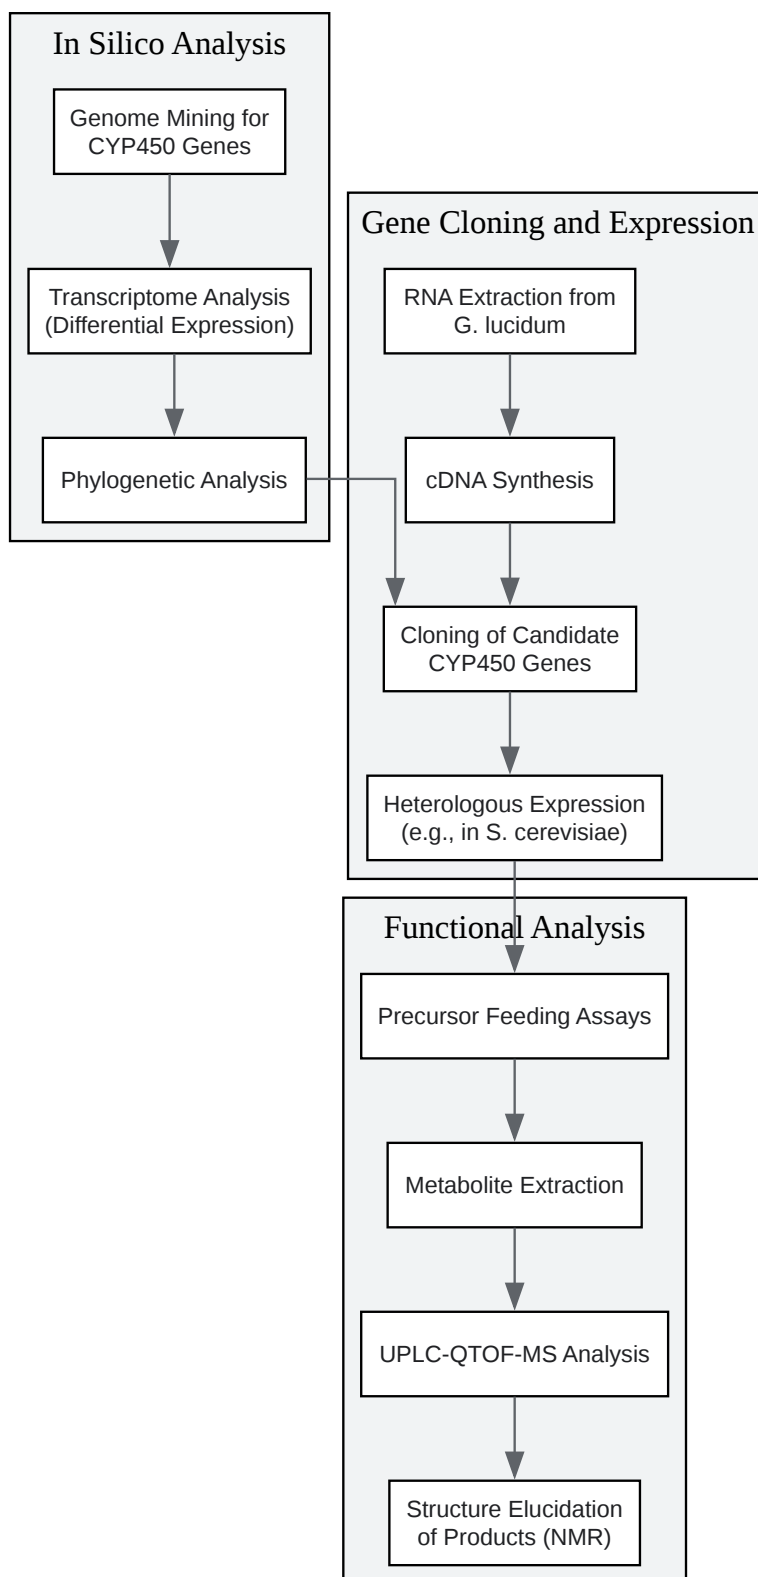 In Silico Analysis
Genome Mining for
CYP450 Genes
Transcriptome Analysis
(Differential Expression)
Phylogenetic Analysis
Gene Cloning and Expression
RNA Extraction from
G. lucidum
cDNA Synthesis
Cloning of Candidate
CYP450 Genes
Heterologous Expression
(e.g., in S. cerevisiae)
Functional Analysis
Precursor Feeding Assays
Metabolite Extraction
UPLC-QTOF-MS Analysis
Structure Elucidation
of Products (NMR)